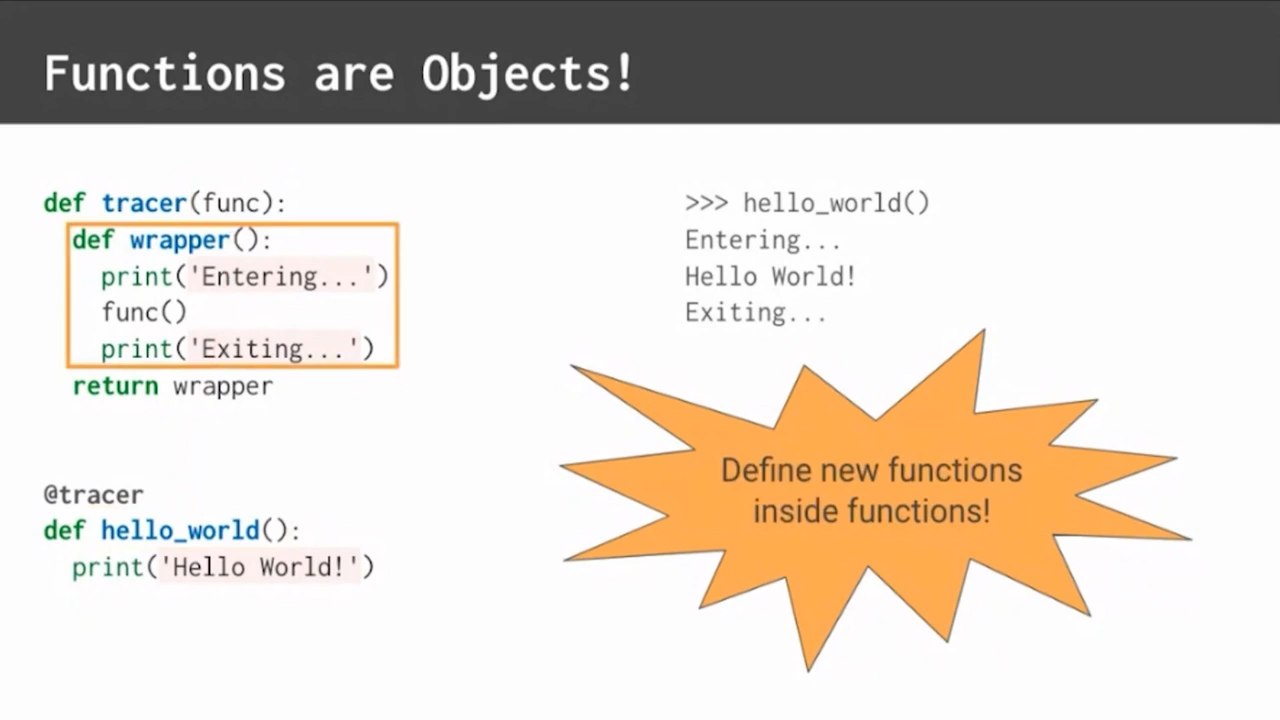 Functions are Objects!
def tracer(func):
  def wrapper():
    print('Entering...')
    func()
    print('Exiting...')
  return wrapper
@tracer
def hello_world():
  print('Hello World!')
>>> hello_world()
Entering...
Hello World!
Exiting...
Define new functions
inside functions!